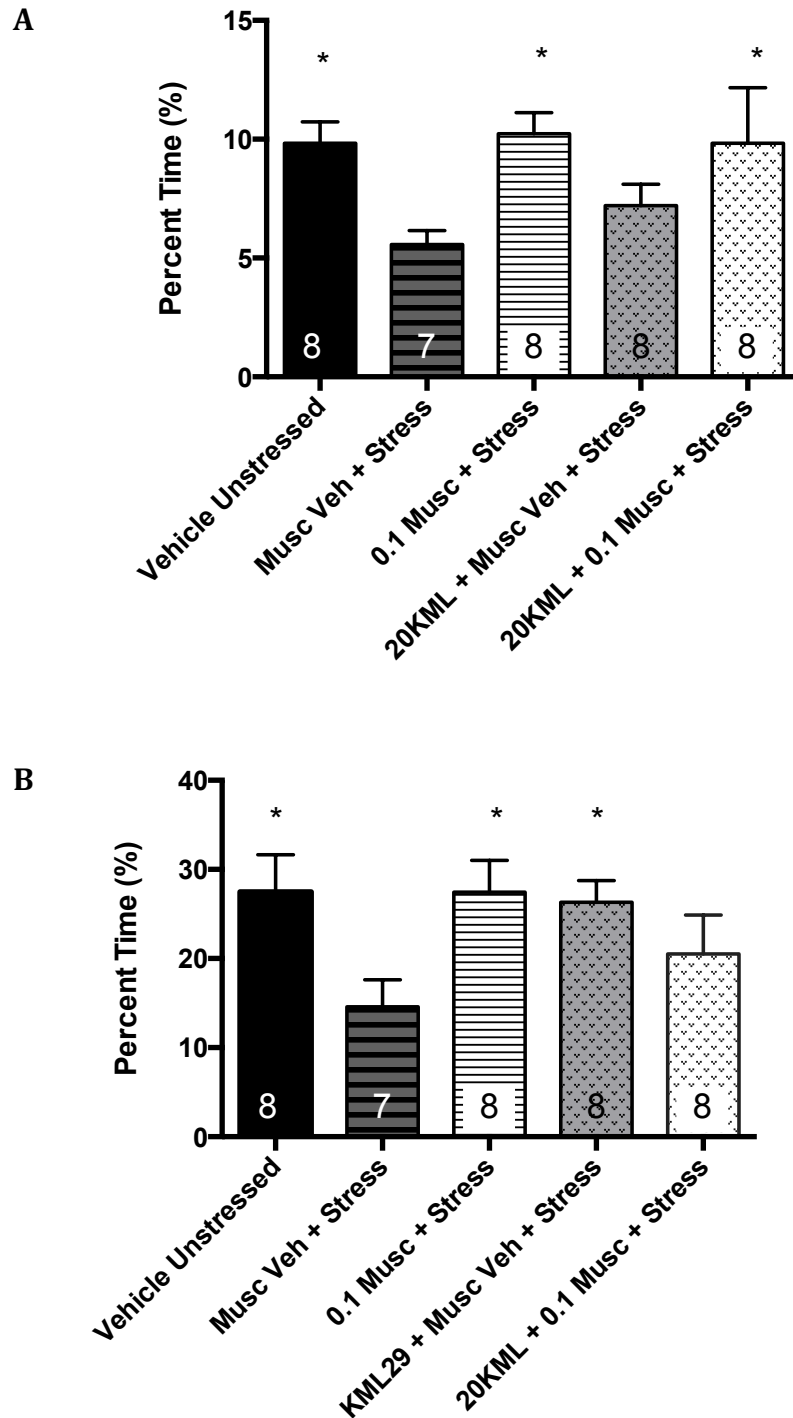 A
Percent Time (%)
15
10
5
0
* * *
8 7 8 8 8
Vehicle Unstressed
Musc Veh + Stress
0.1 Musc + Stress
20KML + Musc Veh + Stress
20KML + 0.1 Musc + Stress
B
Percent Time (%)
40
30
20
10
0
* * *
8 7 8 8 8
Vehicle Unstressed
Musc Veh + Stress
0.1 Musc + Stress
KML29 + Musc Veh + Stress
20KML + 0.1 Musc + Stress